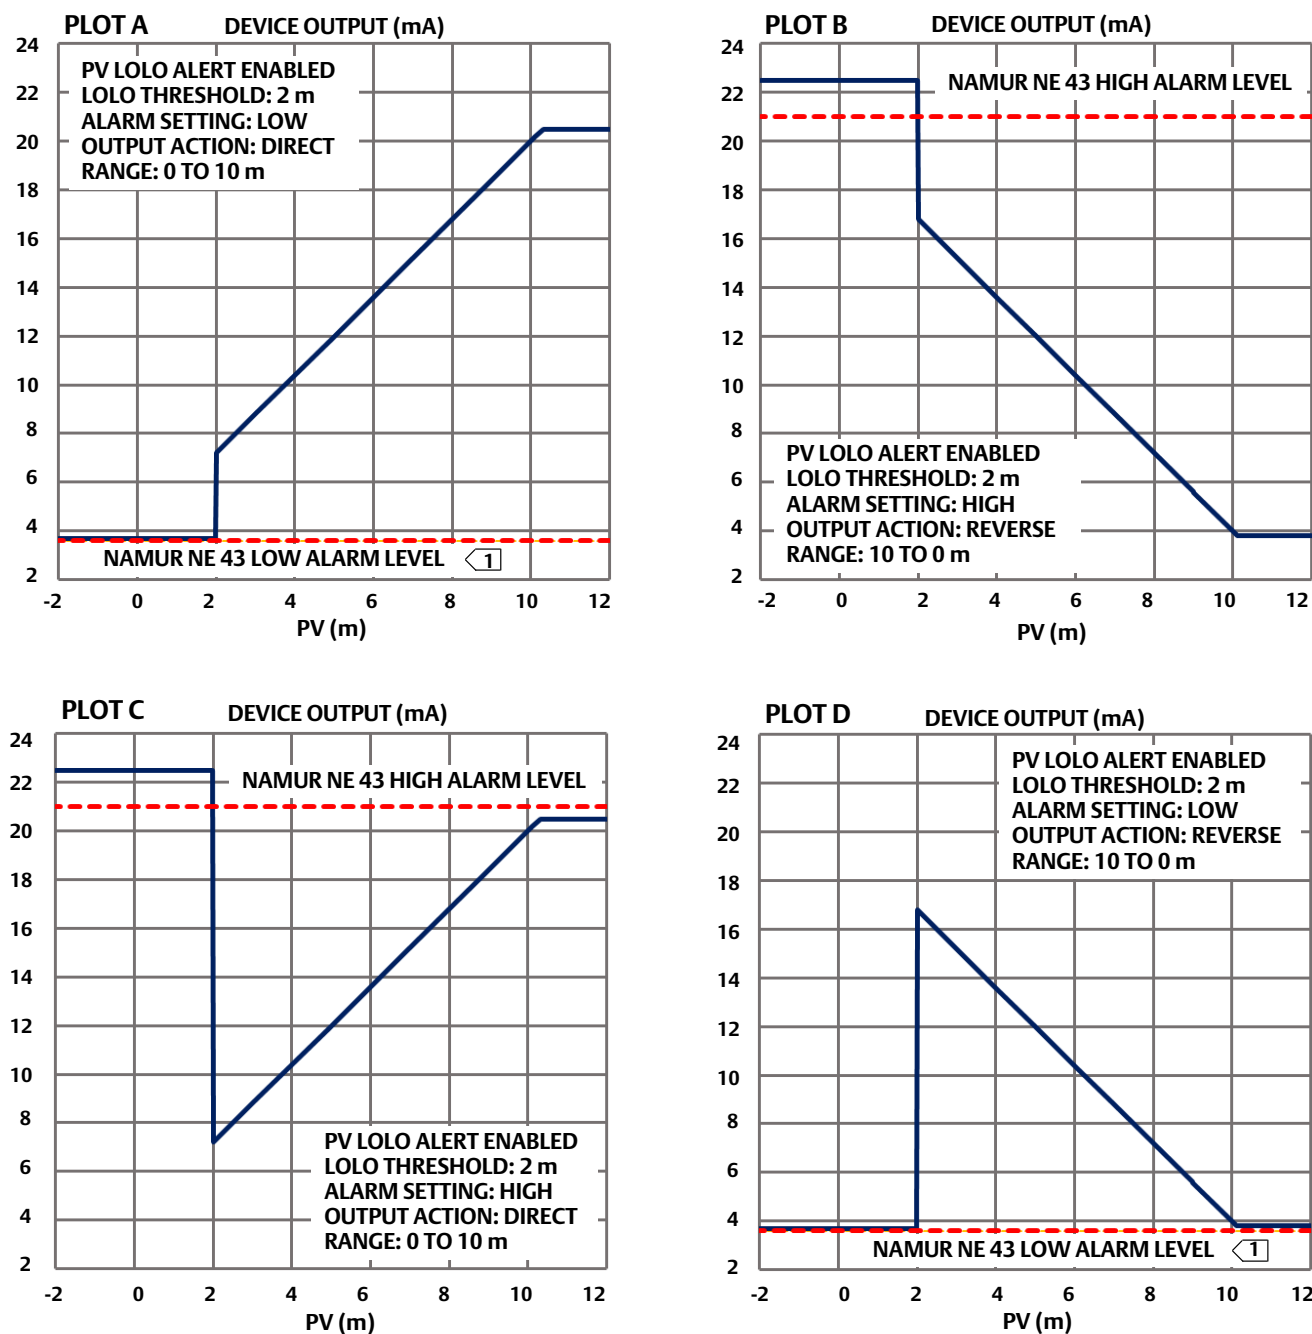 PLOT A
DEVICE OUTPUT (mA)
24
22
20
18
16
14
12
10
8
6
4
2
PV LOLO ALERT ENABLED
LOLO THRESHOLD: 2 m
ALARM SETTING: LOW
OUTPUT ACTION: DIRECT
RANGE: 0 TO 10 m
NAMUR NE 43 LOW ALARM LEVEL
1
-2 0 2 4 6 8 10 12
PV (m)
PLOT B
DEVICE OUTPUT (mA)
24
22
20
18
16
14
12
10
8
6
4
2
NAMUR NE 43 HIGH ALARM LEVEL
PV LOLO ALERT ENABLED
LOLO THRESHOLD: 2 m
ALARM SETTING: HIGH
OUTPUT ACTION: REVERSE
RANGE: 10 TO 0 m
-2 0 2 4 6 8 10 12
PV (m)
PLOT C
DEVICE OUTPUT (mA)
24
22
20
18
16
14
12
10
8
6
4
2
NAMUR NE 43 HIGH ALARM LEVEL
PV LOLO ALERT ENABLED
LOLO THRESHOLD: 2 m
ALARM SETTING: HIGH
OUTPUT ACTION: DIRECT
RANGE: 0 TO 10 m
-2 0 2 4 6 8 10 12
PV (m)
PLOT D
DEVICE OUTPUT (mA)
24
22
20
18
16
14
12
10
8
6
4
2
PV LOLO ALERT ENABLED
LOLO THRESHOLD: 2 m
ALARM SETTING: LOW
OUTPUT ACTION: REVERSE
RANGE: 10 TO 0 m
NAMUR NE 43 LOW ALARM LEVEL
1
-2 0 2 4 6 8 10 12
PV (m)